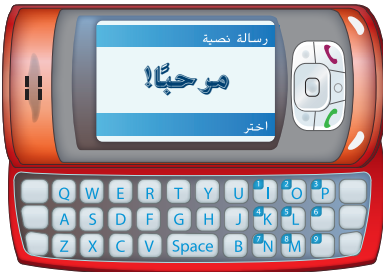 رسالة نصية
مرحبًا!
اختر
Q W E R T Y U 1 I 2 O 3 P
A S D F G H J 4 K 5 L 6
Z X C V Space B 7 N 8 M 9